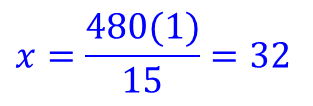 x = 480(1)/15 = 32